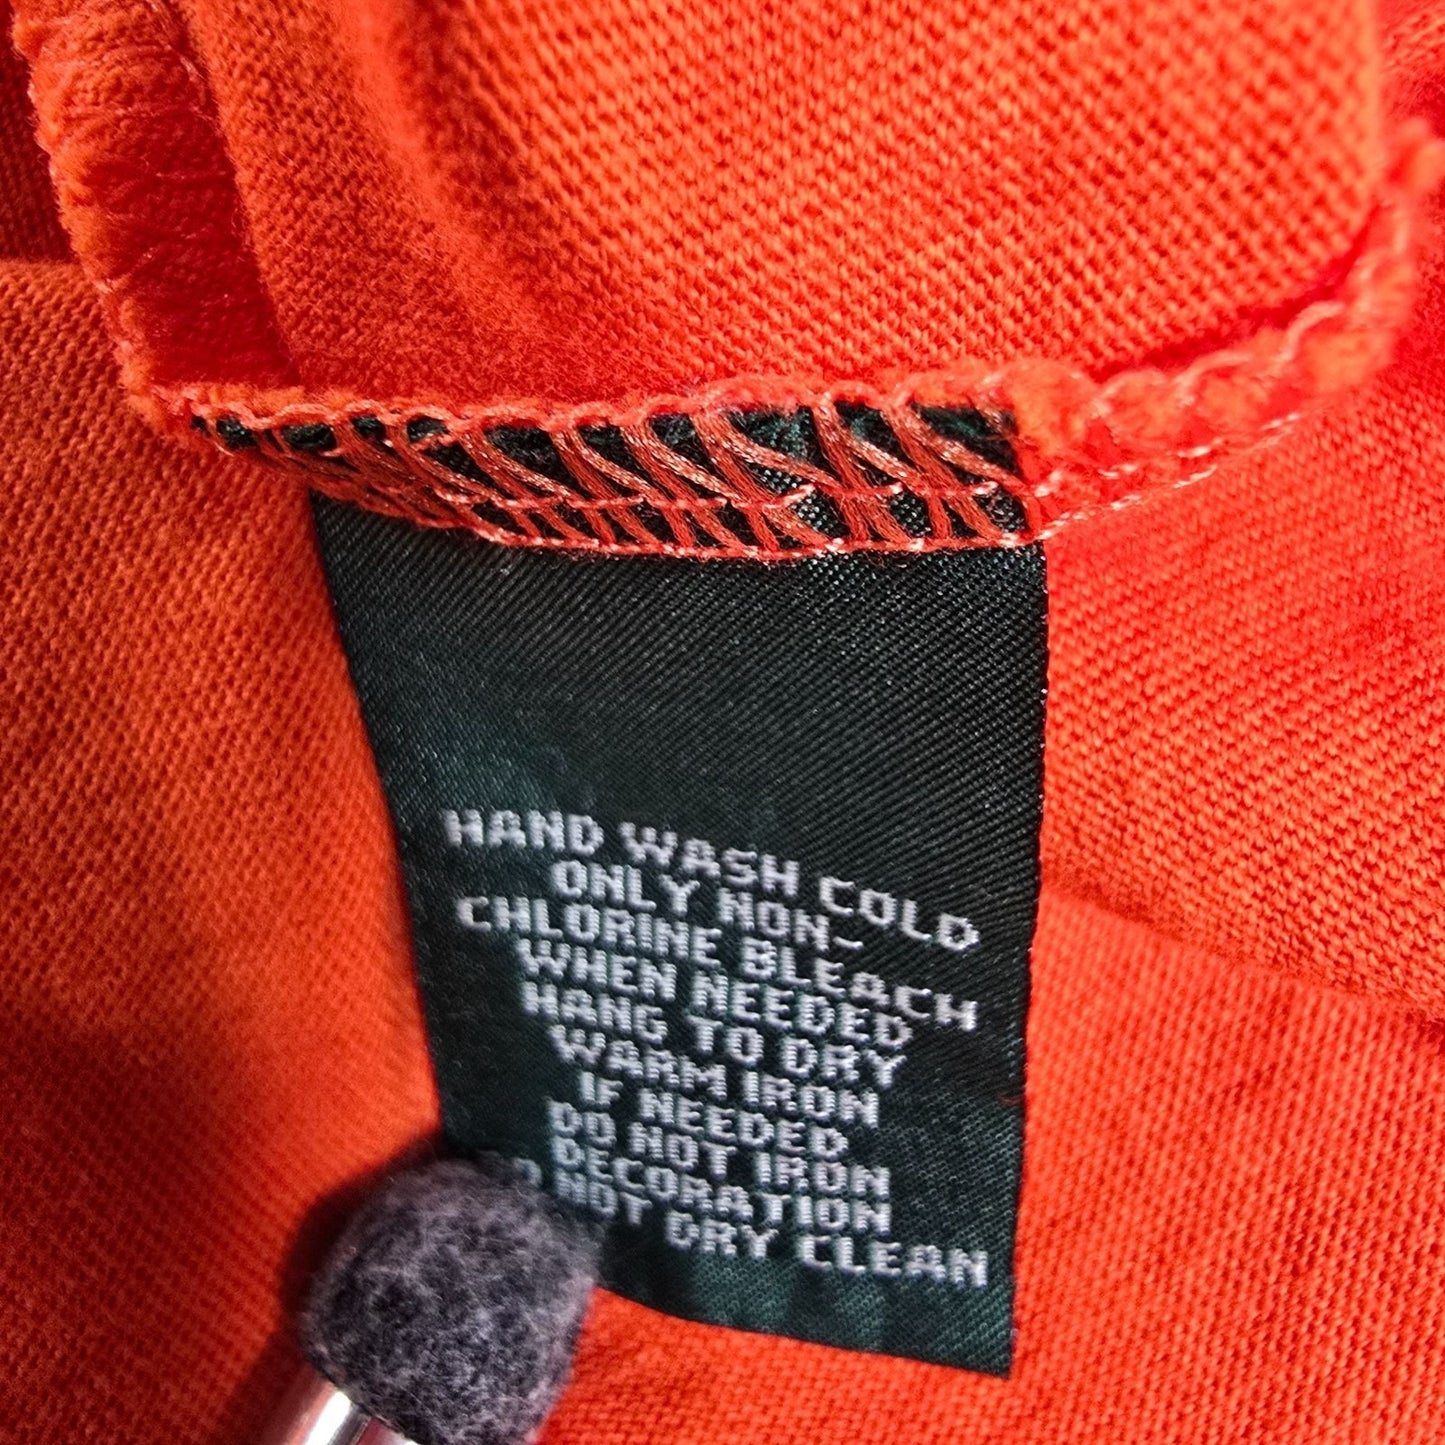 HAND WASH COLD
ONLY NON-
CHLORINE BLEACH
WHEN NEEDED
HANG TO DRY
WARM IRON
IF NEEDED
DO NOT IRON
DECORATION
DO NOT DRY CLEAN